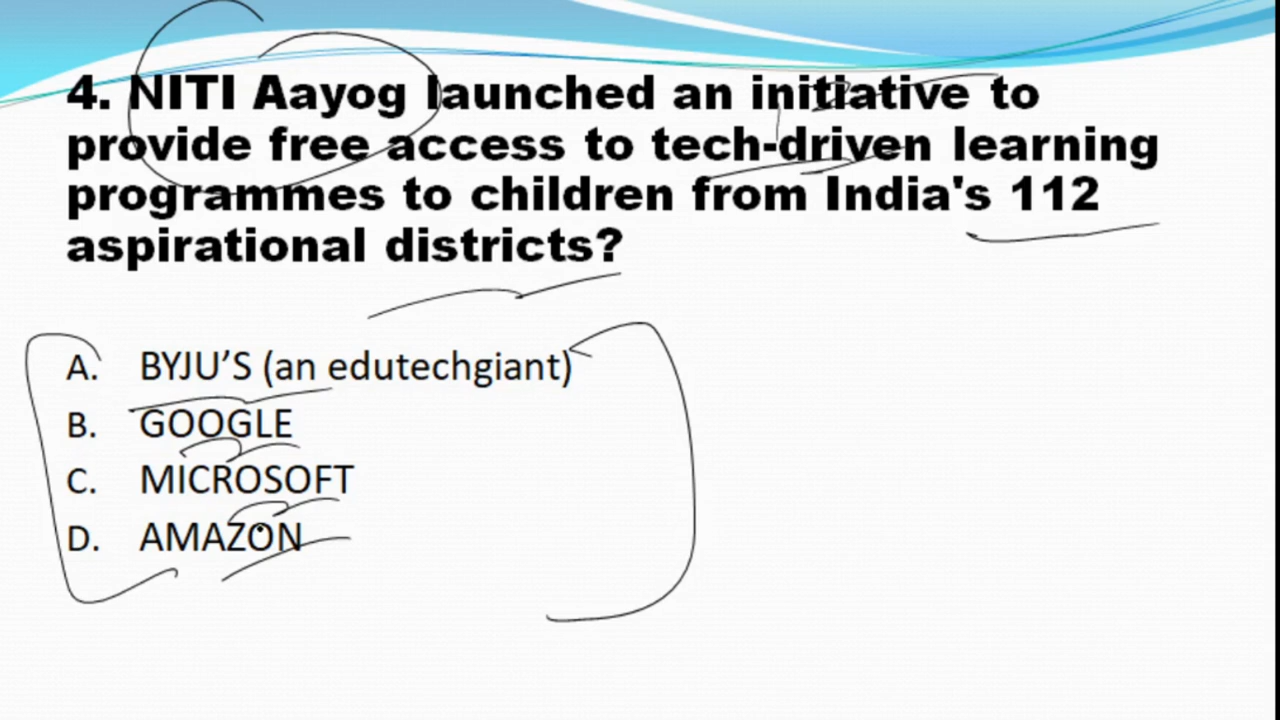 4. NITI Aayog launched an initiative to
provide free access to tech-driven learning
programmes to children from India's 112
aspirational districts?
A. BYJU’S (an edutechgiant)
B. GOOGLE
C. MICROSOFT
D. AMAZON